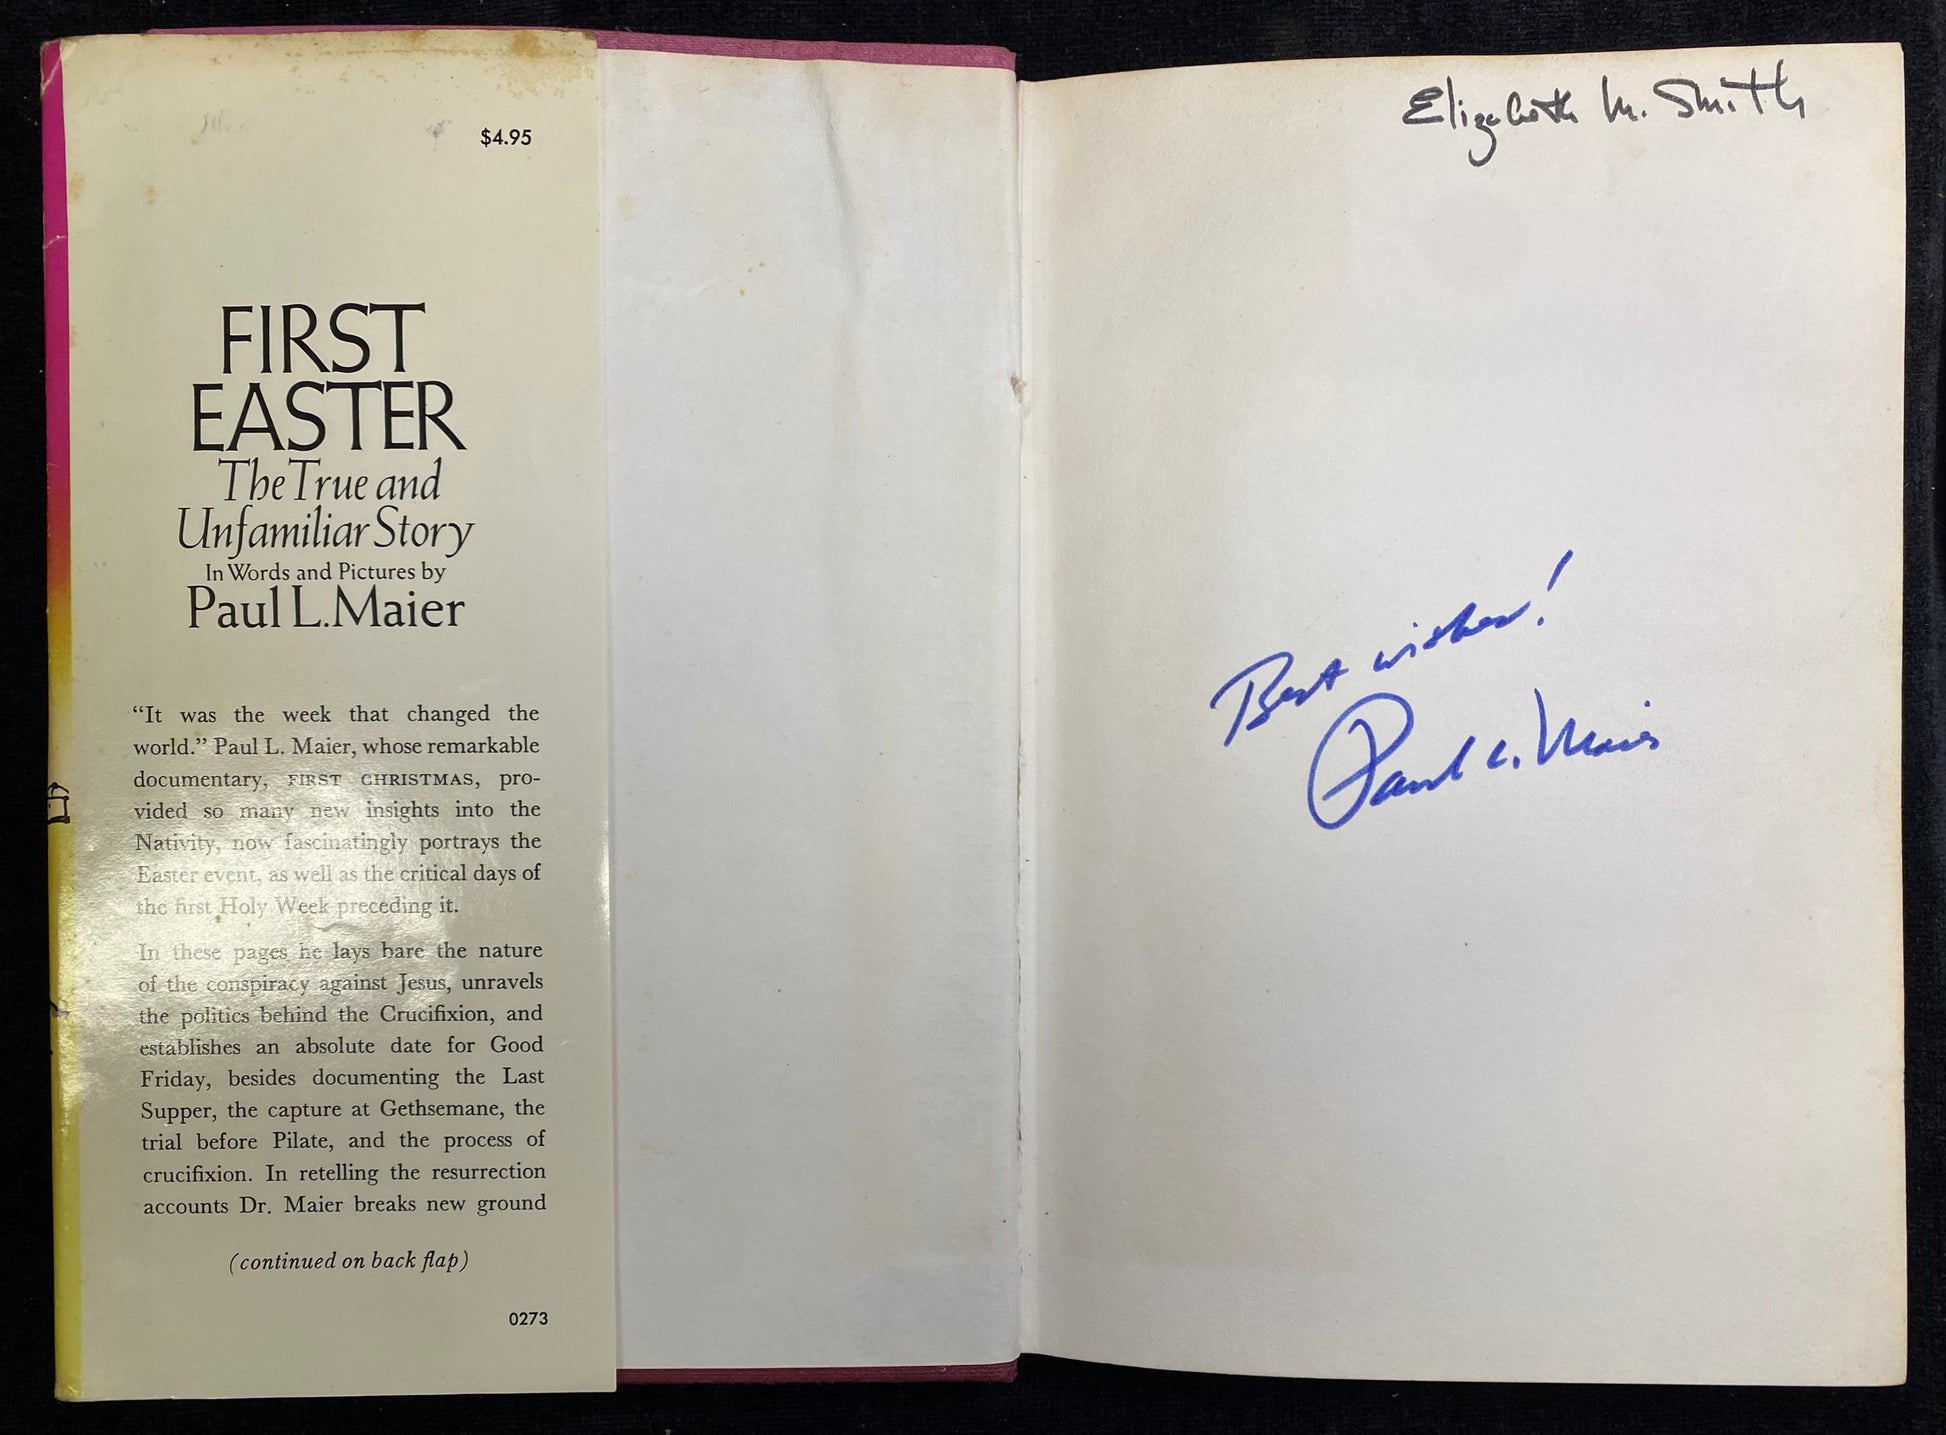 $4.95
FIRST
EASTER
The True and
Unfamiliar Story
In Words and Pictures by
Paul L. Maier
“It was the week that changed the
world.” Paul L. Maier, whose remarkable
documentary, FIRST CHRISTMAS, pro-
vided so many new insights into the
Nativity, now fascinatingly portrays the
Easter event, as well as the critical days of
the first Holy Week preceding it.
In these pages he lays bare the nature
of the conspiracy against Jesus, unravels
the politics behind the Crucifixion, and
establishes an absolute date for Good
Friday, besides documenting the Last
Supper, the capture at Gethsemane, the
trial before Pilate, and the process of
crucifixion. In retelling the resurrection
accounts Dr. Maier breaks new ground
(continued on back flap)
0273
Elizabeth M. Smith
Best wishes!
Paul L. Maier